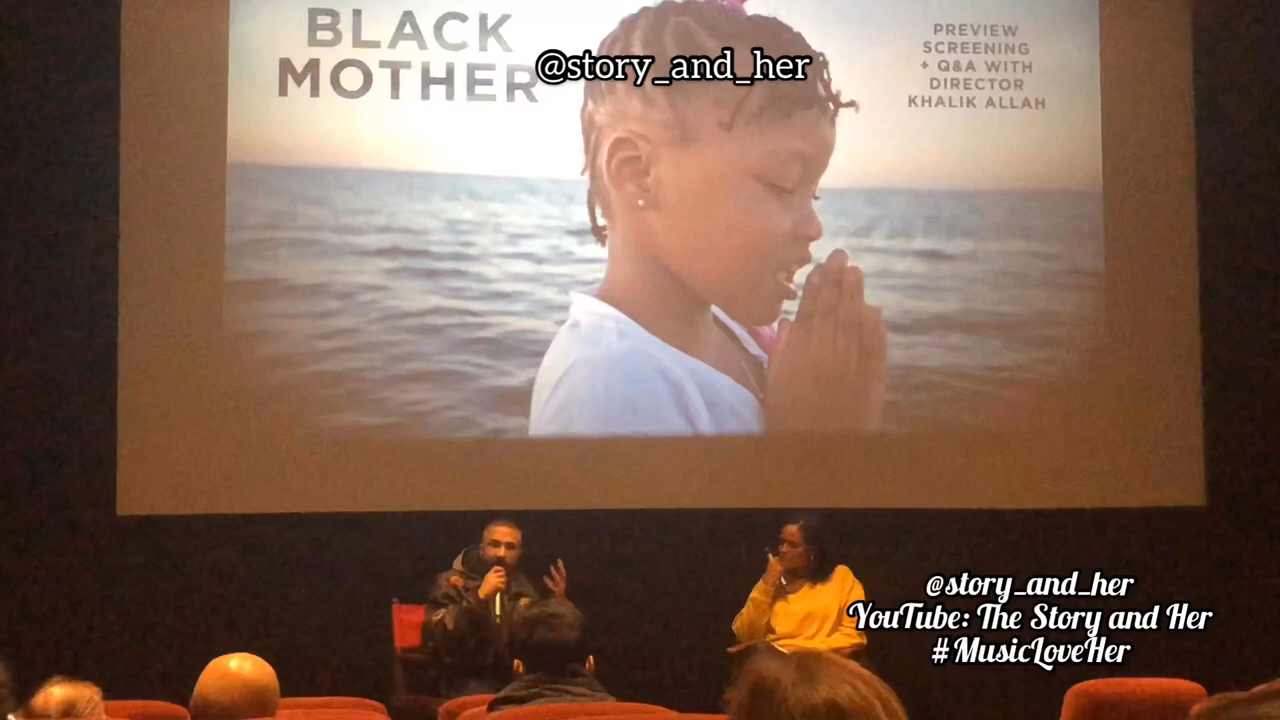 BLACK
MOTHER
@story_and_her
PREVIEW
SCREENING
+ Q&A WITH
DIRECTOR
KHALIK ALLAH
@story_and_her
YouTube: The Story and Her
#MusicLoveHer